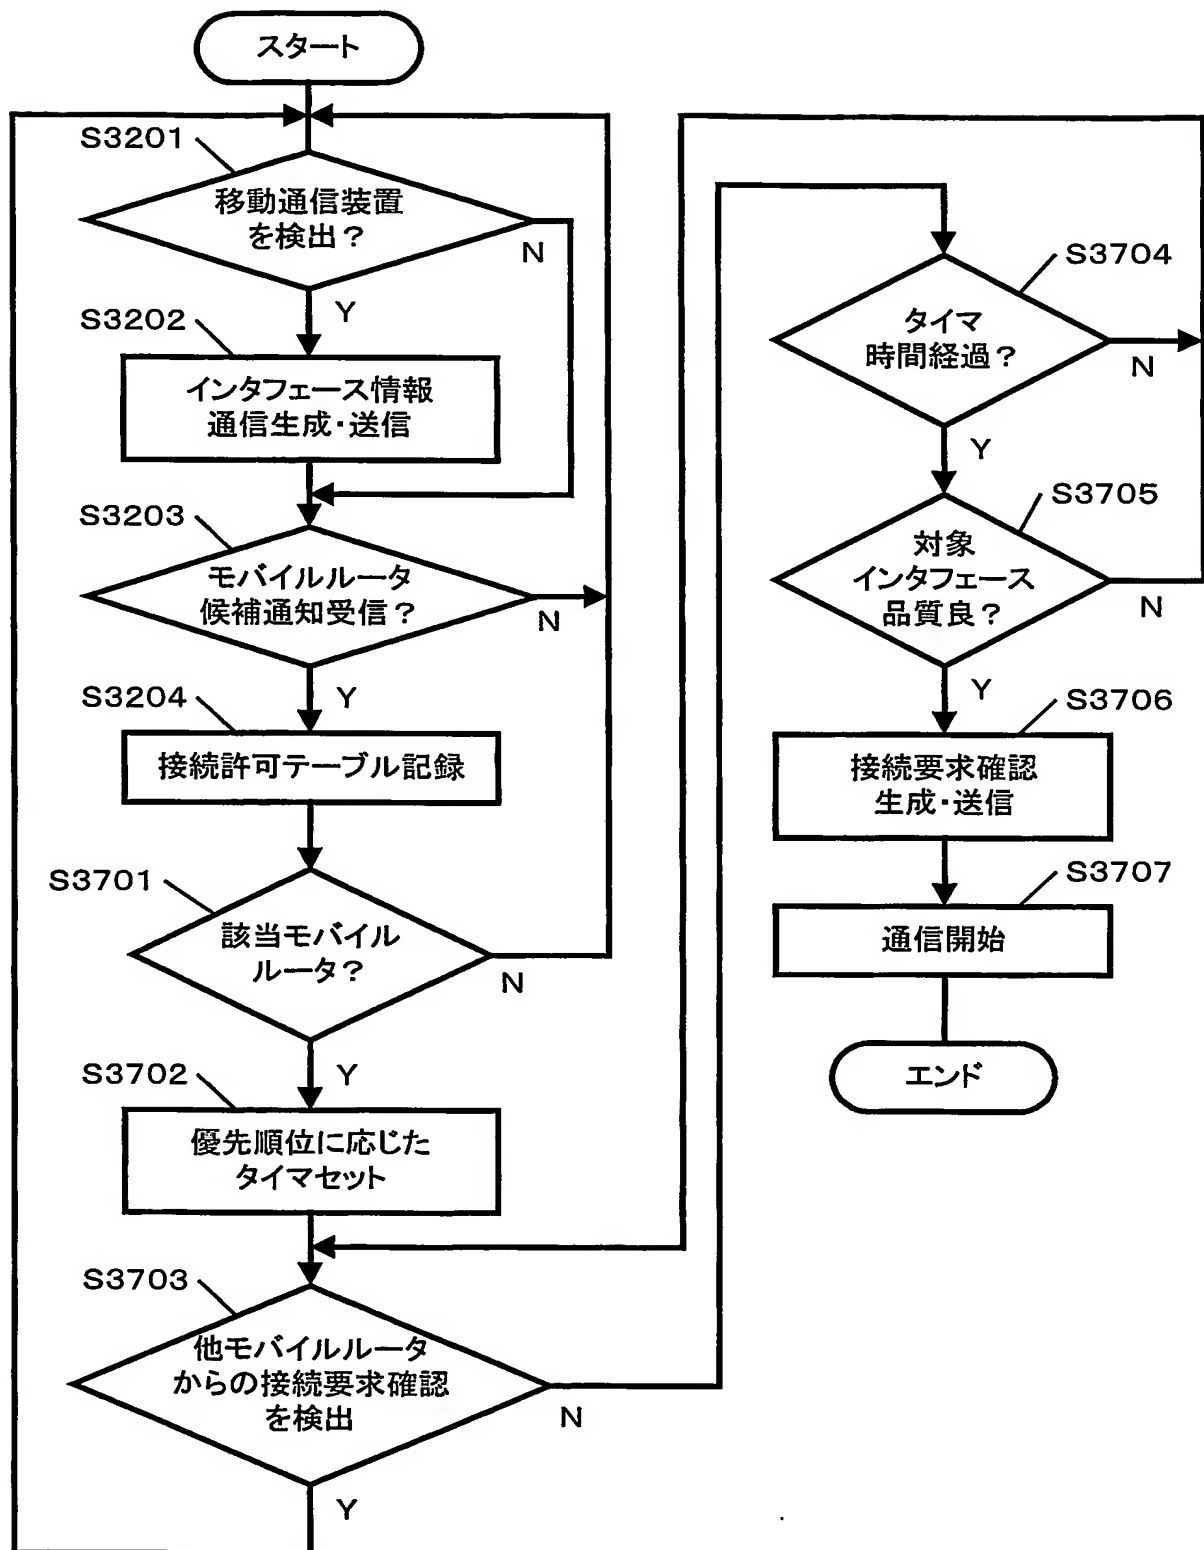 スタート
S3201
移動通信装置
を検出？
N
Y
S3202
インタフェース情報
通信生成・送信
S3203
モバイルルータ
候補通知受信？
N
Y
S3204
接続許可テーブル記録
S3701
該当モバイル
ルータ？
N
Y
S3702
優先順位に応じた
タイマセット
S3703
他モバイルルータ
からの接続要求確認
を検出
N
Y
S3704
タイマ
時間経過？
N
Y
S3705
対象
インタフェース
品質良？
N
Y
S3706
接続要求確認
生成・送信
S3707
通信開始
エンド